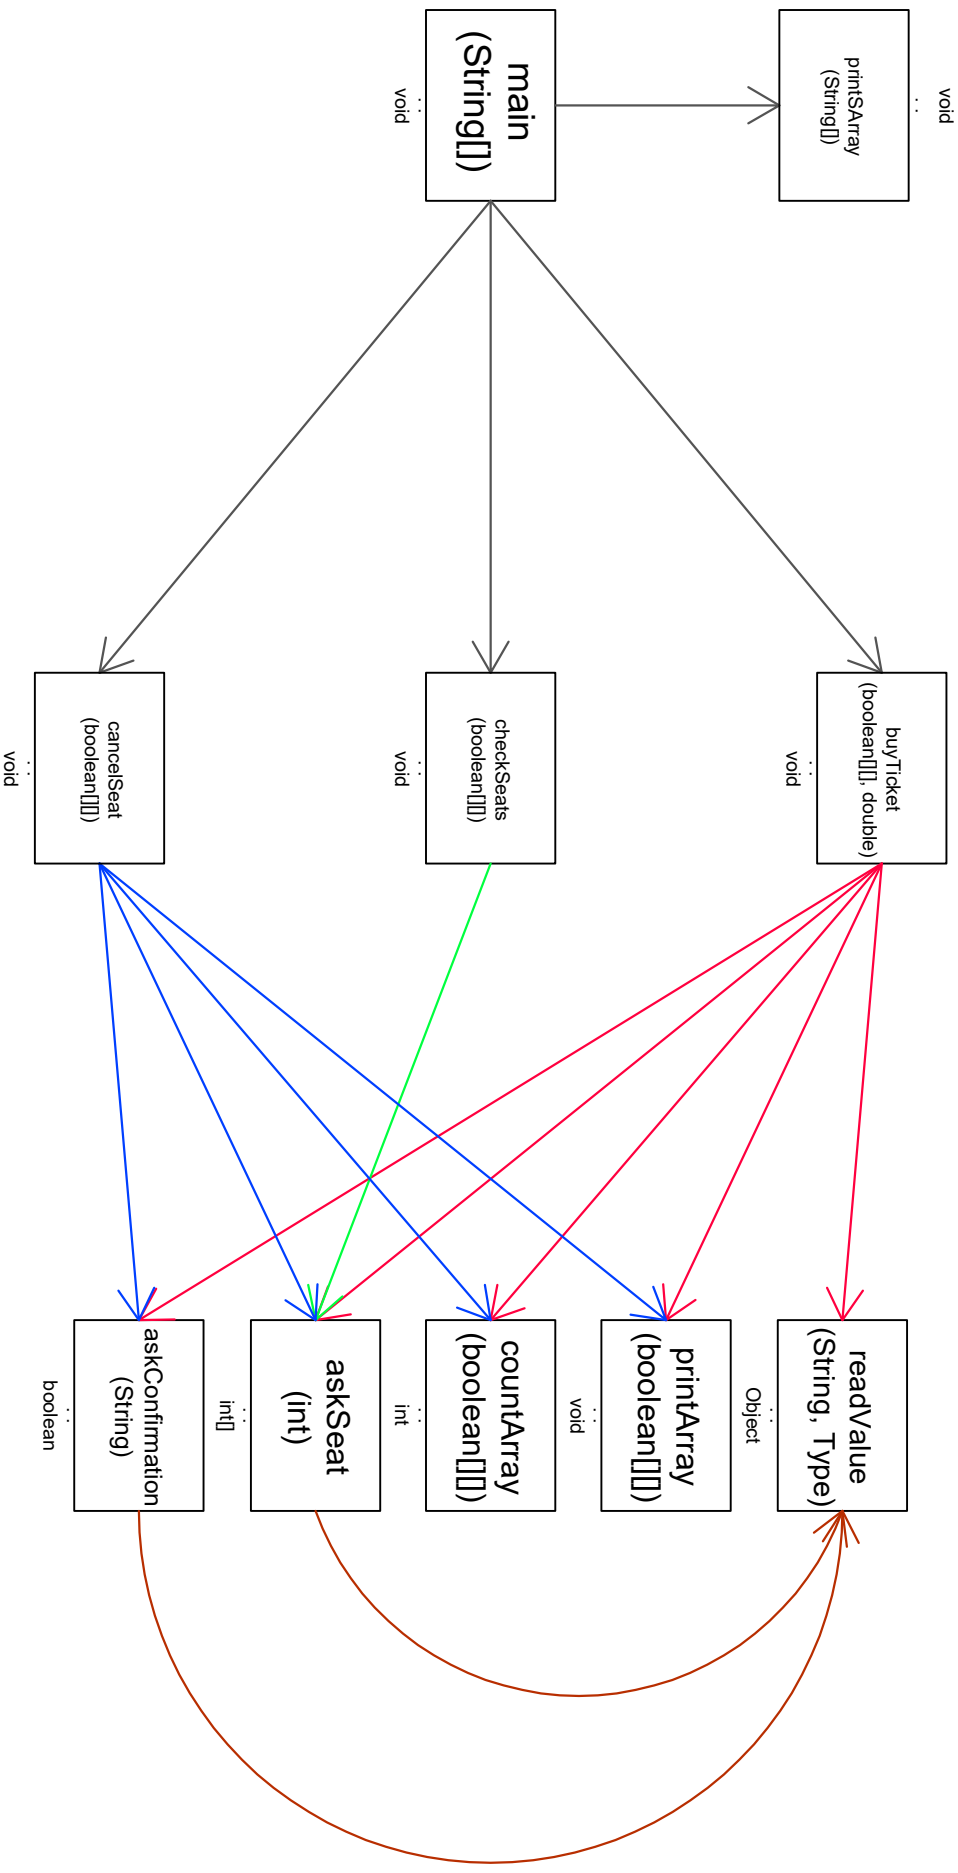 void
:
printSArray
(String[])
main
(String[])
:
void
buyTicket
(boolean[][], double)
:
void
checkSeats
(boolean[][])
:
void
cancelSeat
(boolean[][])
:
void
readValue
(String, Type)
:
Object
printArray
(boolean[][])
:
void
countArray
(boolean[][])
:
int
askSeat
(int)
:
int[]
askConfirmation
(String)
:
boolean